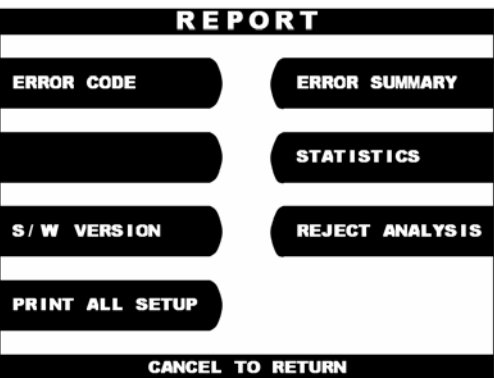 REPORT
ERROR CODE
ERROR SUMMARY
STATISTICS
S/W VERSION
REJECT ANALYSIS
PRINT ALL SETUP
CANCEL TO RETURN